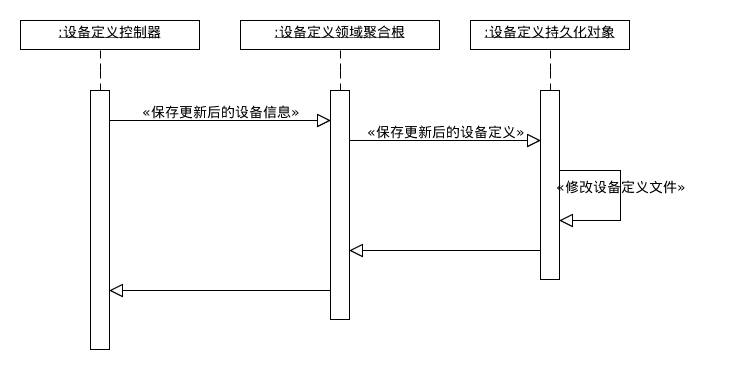 :设备定义控制器
:设备定义领域聚合根
:设备定义持久化对象
«保存更新后的设备信息»
«保存更新后的设备定义»
«修改设备定义文件»